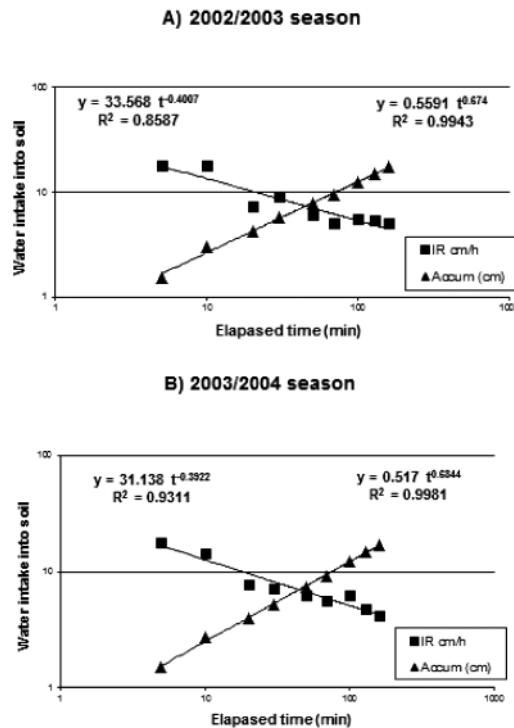 A) 2002/2003 season
100
y = 33.568 t^-0.4007
R² = 0.8587
y = 0.5591 t^0.674
R² = 0.9943
Water intake into soil
10
IR cm/h
Accum (cm)
1
1 10 100 100
Elapased time (min)
B) 2003/2004 season
100
y = 31.138 t^-0.3922
R² = 0.9311
y = 0.517 t^0.6844
R² = 0.9981
Water intake into soil
10
IR cm/h
Accum (cm)
1
1 10 100 1000
Elapased time (min)